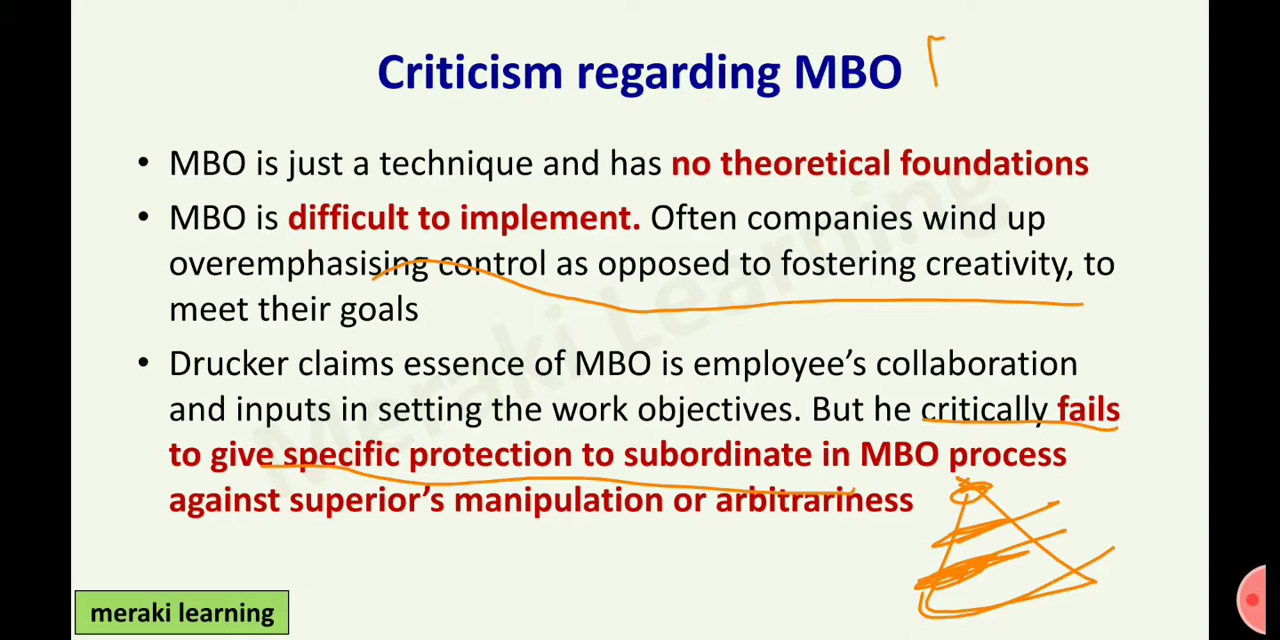 Criticism regarding MBO
• MBO is just a technique and has no theoretical foundations
• MBO is difficult to implement. Often companies wind up
overemphasising control as opposed to fostering creativity, to
meet their goals
• Drucker claims essence of MBO is employee's collaboration
and inputs in setting the work objectives. But he critically fails
to give specific protection to subordinate in MBO process
against superior's manipulation or arbitrariness
Meraki Learning
meraki learning